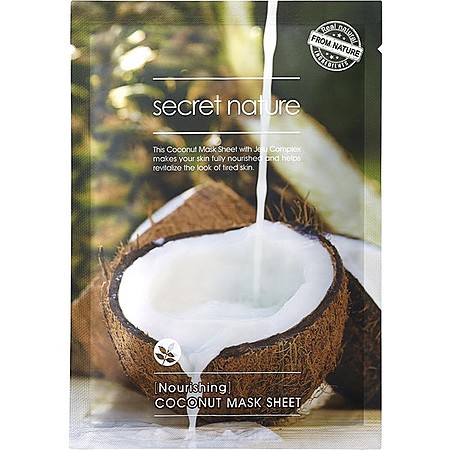 Real natural
FROM NATURE
INGREDIENTS
secret nature
This Coconut Mask Sheet with Jeju Complex
makes your skin fully nourished and helps
revitalize the look of tired skin.
[Nourishing]
COCONUT MASK SHEET